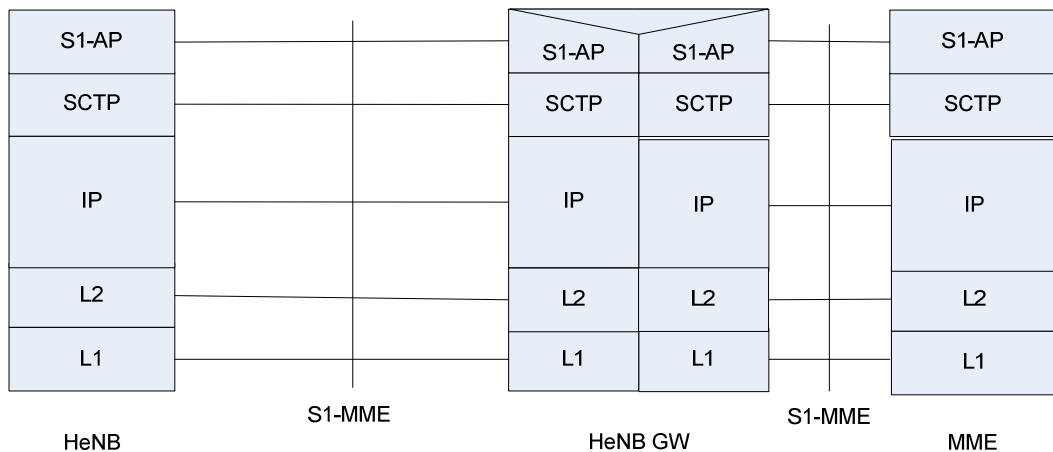 S1-AP
S1-AP
S1-AP
S1-AP
SCTP
SCTP
SCTP
SCTP
IP
IP
IP
IP
L2
L2
L2
L2
L1
L1
L1
L1
S1-MME
S1-MME
HeNB
HeNB GW
MME